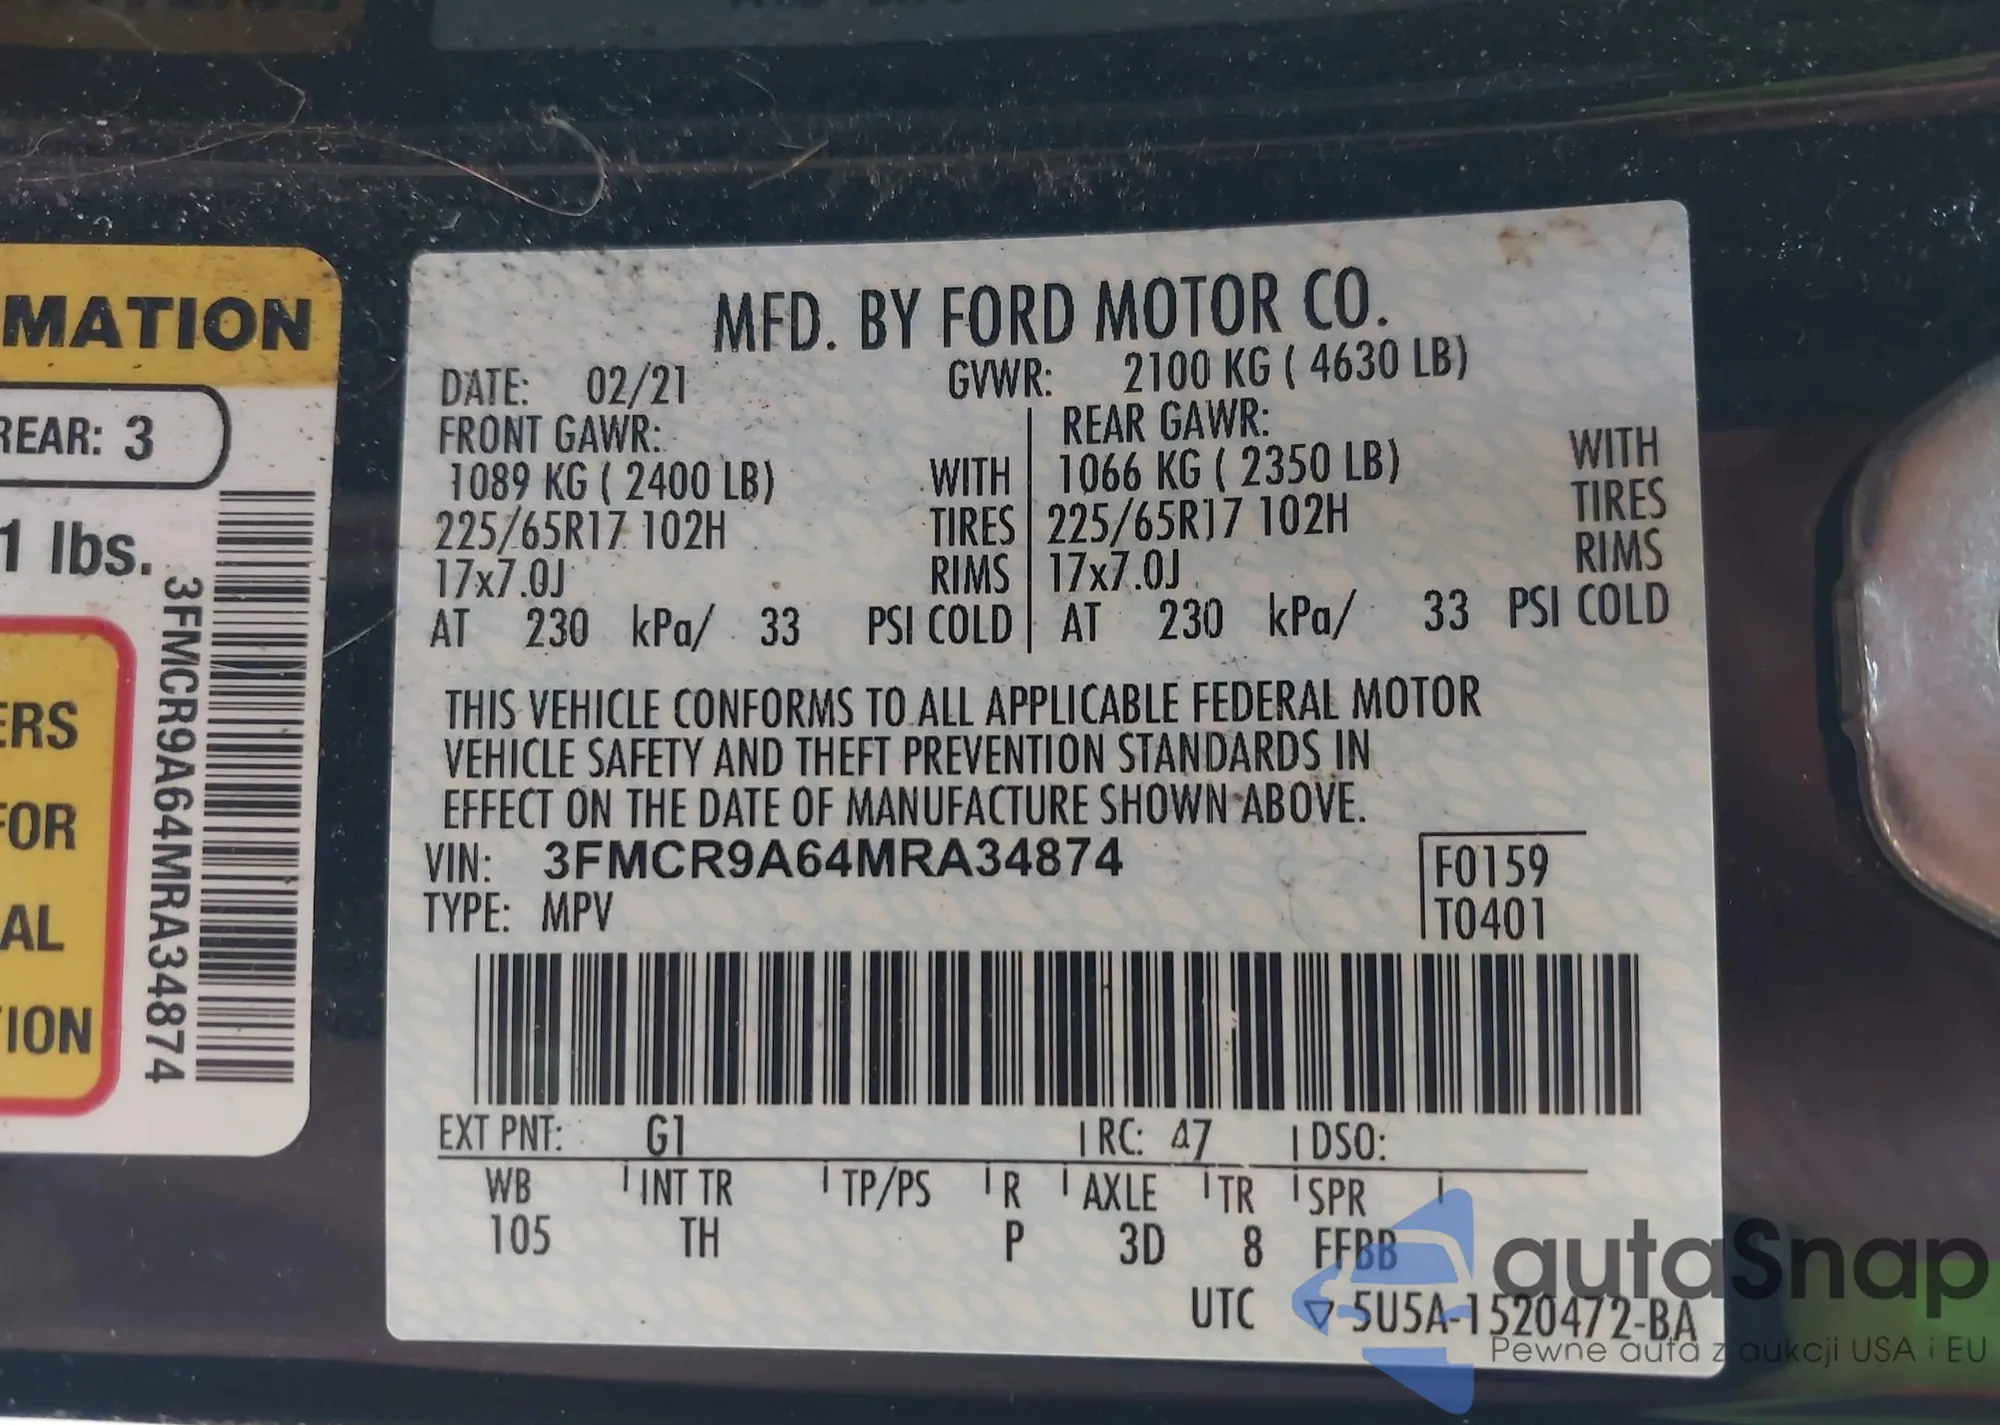 MATION
REAR: 3
1 lbs.
ERS
FOR
AL
TION
3FMCR9A64MRA34874
MFD. BY FORD MOTOR CO.
DATE: 02/21 GVWR: 2100 KG ( 4630 LB)
FRONT GAWR: REAR GAWR:
1089 KG ( 2400 LB) WITH 1066 KG ( 2350 LB) WITH
225/65R17 102H TIRES 225/65R17 102H TIRES
17x7.0J RIMS 17x7.0J RIMS
AT 230 kPa/ 33 PSI COLD AT 230 kPa/ 33 PSI COLD
THIS VEHICLE CONFORMS TO ALL APPLICABLE FEDERAL MOTOR
VEHICLE SAFETY AND THEFT PREVENTION STANDARDS IN
EFFECT ON THE DATE OF MANUFACTURE SHOWN ABOVE.
VIN: 3FMCR9A64MRA34874 F0159
TYPE: MPV T0401
EXT PNT: G1 RC: 47 DSO:
WB INT TR TP/PS R AXLE TR SPR
105 TH P 3D 8 FFBB
UTC ▽ 5U5A-1520472-BA
autaSnap
Pewne auta z aukcji USA i EU